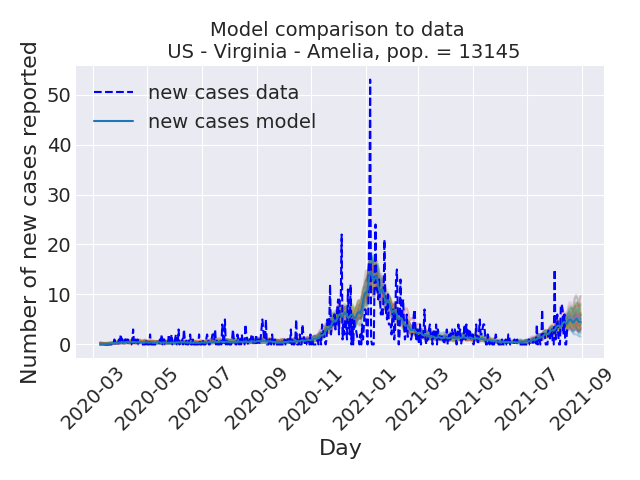 Model comparison to data
US - Virginia - Amelia, pop. = 13145
Number of new cases reported
50
40
30
20
10
0
new cases data
new cases model
2020-03
2020-05
2020-07
2020-09
2020-11
2021-01
2021-03
2021-05
2021-07
2021-09
Day